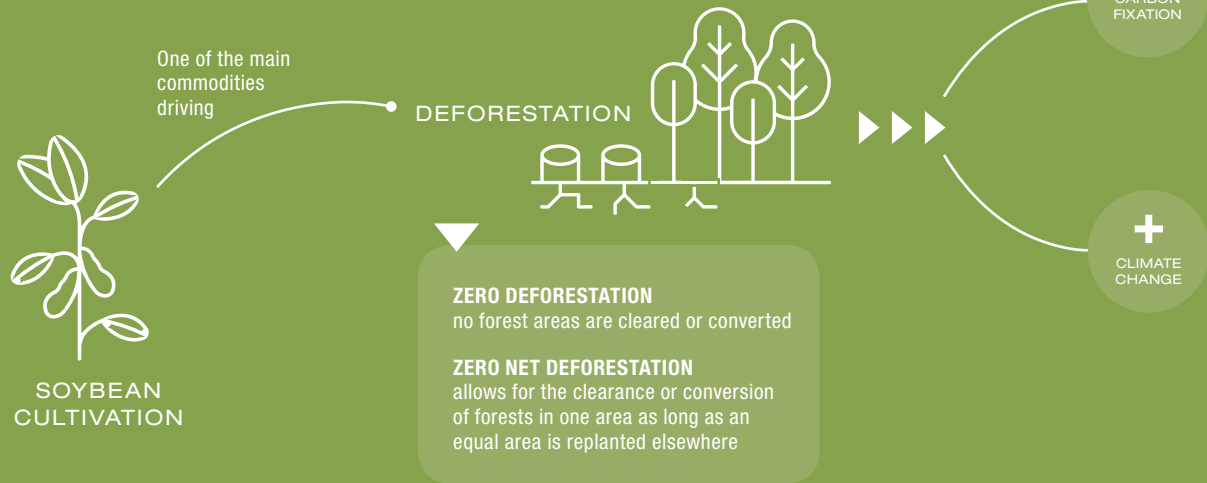 CARBON
FIXATION
One of the main
commodities
driving
DEFORESTATION
ZERO DEFORESTATION
no forest areas are cleared or converted
ZERO NET DEFORESTATION
allows for the clearance or conversion
of forests in one area as long as an
equal area is replanted elsewhere
SOYBEAN
CULTIVATION
+
CLIMATE
CHANGE